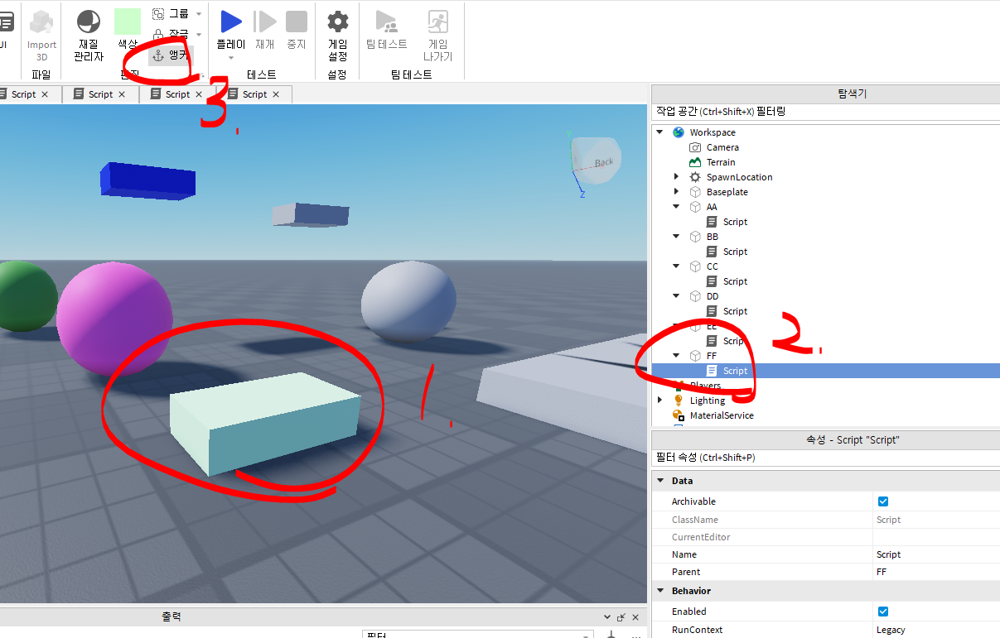 UI
Import
3D
파일
재질
관리자
색상
그룹
잠금
앵커
편집
플레이
재개
중지
테스트
게임
설정
설정
팀 테스트
게임
나가기
팀 테스트
Script
Script
Script
Script
3.
Y
Back
Z
1.
탐색기
작업 공간 (Ctrl+Shift+X) 필터링
Workspace
Camera
Terrain
SpawnLocation
Baseplate
AA
Script
BB
Script
CC
Script
DD
Script
EE
Script
2.
FF
Script
Players
Lighting
MaterialService
속성 - Script "Script"
필터 속성 (Ctrl+Shift+P)
Data
Archivable
ClassName Script
CurrentEditor
Name Script
Parent FF
Behavior
Enabled
RunContext Legacy
출력
필터